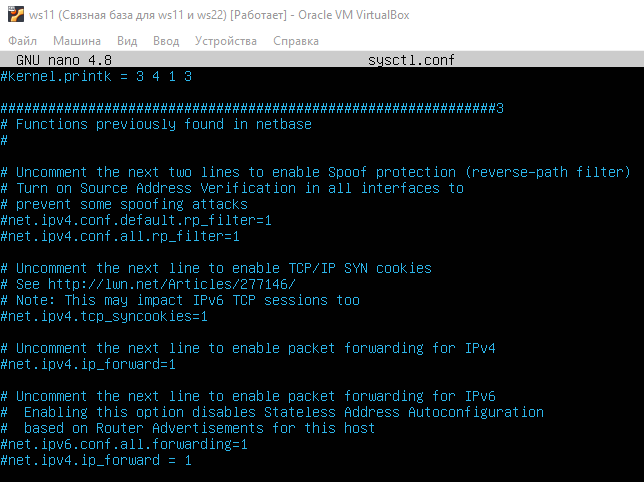 ws11 (Связная база для ws11 и ws22) [Работает] - Oracle VM VirtualBox
Файл Машина Вид Ввод Устройства Справка
GNU nano 4.8 sysctl.conf
#kernel.printk = 3 4 1 3
##############################################################3
# Functions previously found in netbase
#
# Uncomment the next two lines to enable Spoof protection (reverse-path filter)
# Turn on Source Address Verification in all interfaces to
# prevent some spoofing attacks
#net.ipv4.conf.default.rp_filter=1
#net.ipv4.conf.all.rp_filter=1
# Uncomment the next line to enable TCP/IP SYN cookies
# See http://lwn.net/Articles/277146/
# Note: This may impact IPv6 TCP sessions too
#net.ipv4.tcp_syncookies=1
# Uncomment the next line to enable packet forwarding for IPv4
#net.ipv4.ip_forward=1
# Uncomment the next line to enable packet forwarding for IPv6
#  Enabling this option disables Stateless Address Autoconfiguration
#  based on Router Advertisements for this host
#net.ipv6.conf.all.forwarding=1
#net.ipv4.ip_forward = 1